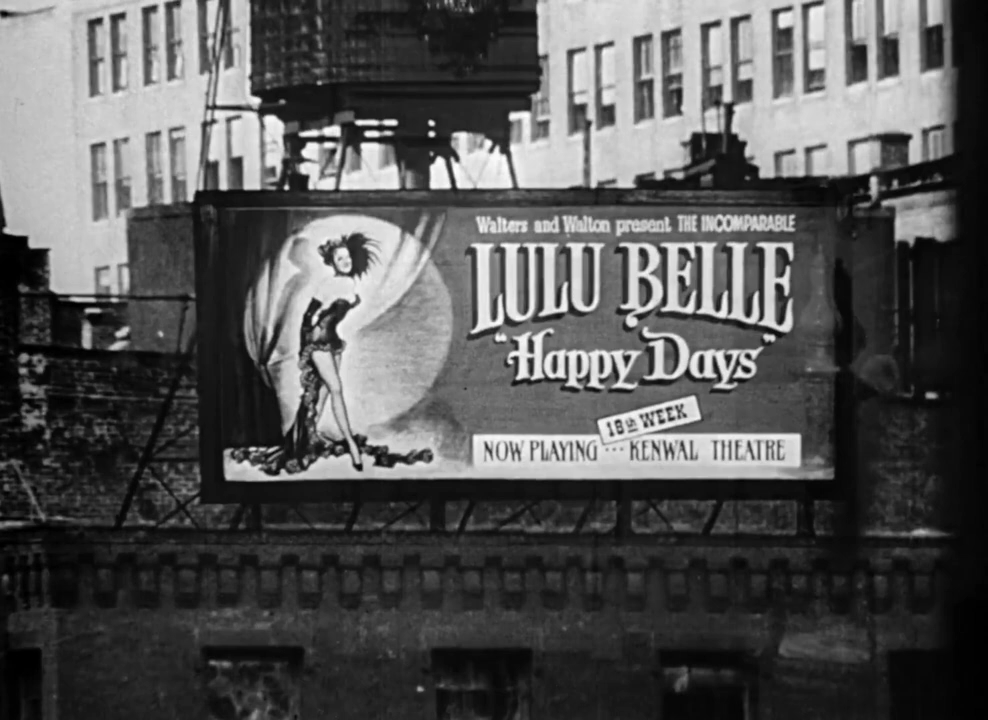 Walters and Walton present THE INCOMPARABLE
LULU BELLE
"Happy Days"
18th WEEK
NOW PLAYING ··· KENWAL THEATRE